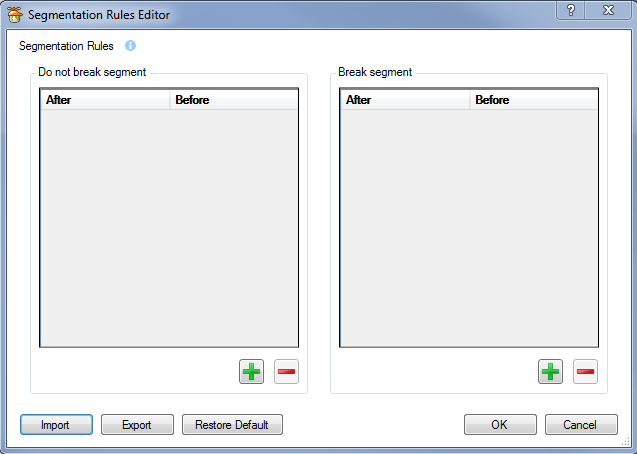 Segmentation Rules Editor
Segmentation Rules
Do not break segment
Break segment
After Before
After Before
Import Export Restore Default OK Cancel